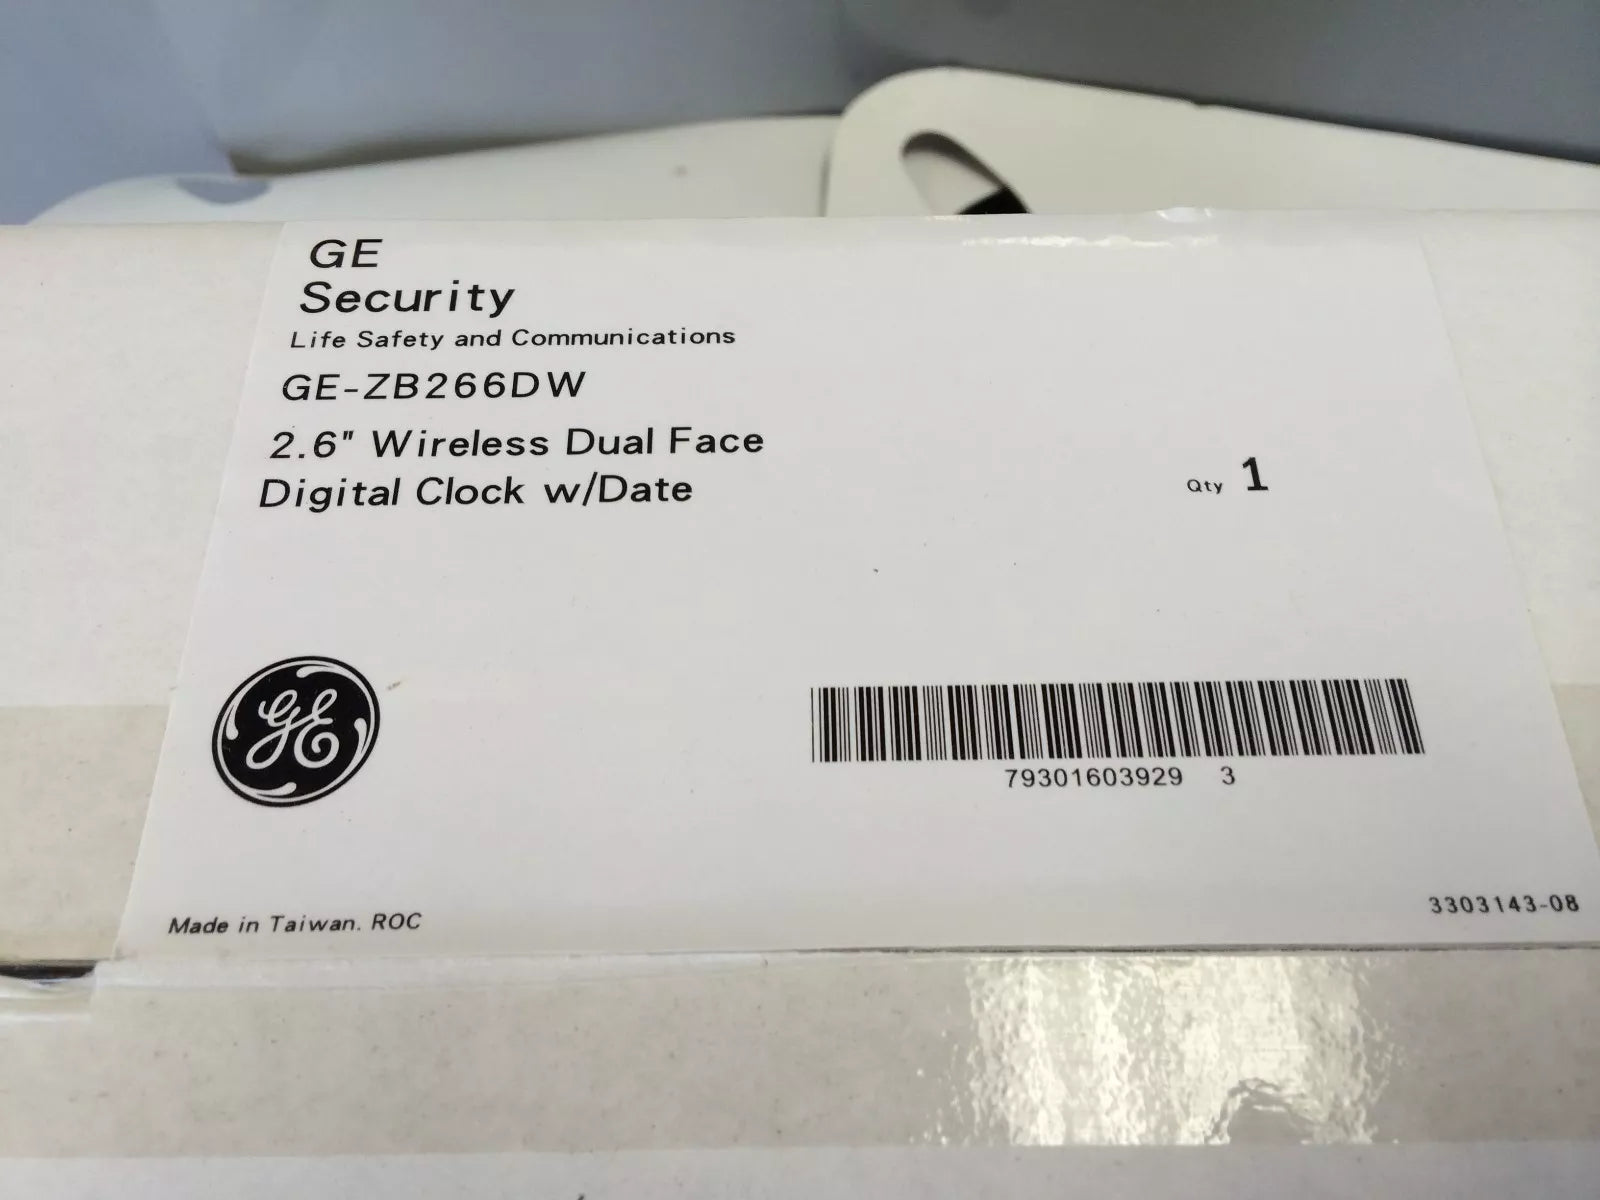 GE
Security
Life Safety and Communications
GE-ZB266DW
2.6" Wireless Dual Face
Digital Clock w/Date
Qty 1
GE
79301603929 3
Made in Taiwan. ROC
3303143-08